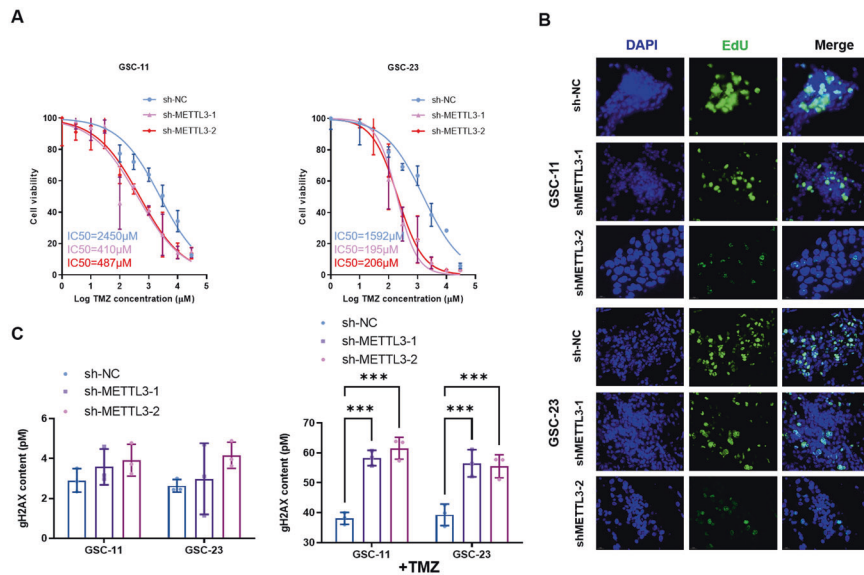 A
GSC-11
sh-NC
sh-METTL3-1
sh-METTL3-2
Cell viability
100
80
60
40
20
0
IC50=2450μM
IC50=410μM
IC50=487μM
0 1 2 3 4 5
Log TMZ concentration (μM)
GSC-23
sh-NC
sh-METTL3-1
sh-METTL3-2
Cell viability
100
80
60
40
20
0
IC50=1592μM
IC50=195μM
IC50=206μM
0 1 2 3 4 5
Log TMZ concentration (μM)
B
DAPI EdU Merge
GSC-11
sh-NC
shMETTL3-1
shMETTL3-2
GSC-23
sh-NC
shMETTL3-1
shMETTL3-2
C
sh-NC
sh-METTL3-1
sh-METTL3-2
gH2AX content (pM)
6
4
2
0
GSC-11 GSC-23
sh-NC
sh-METTL3-1
sh-METTL3-2
gH2AX content (pM)
70
60
50
40
30
*** ***
*** ***
GSC-11 GSC-23
+TMZ